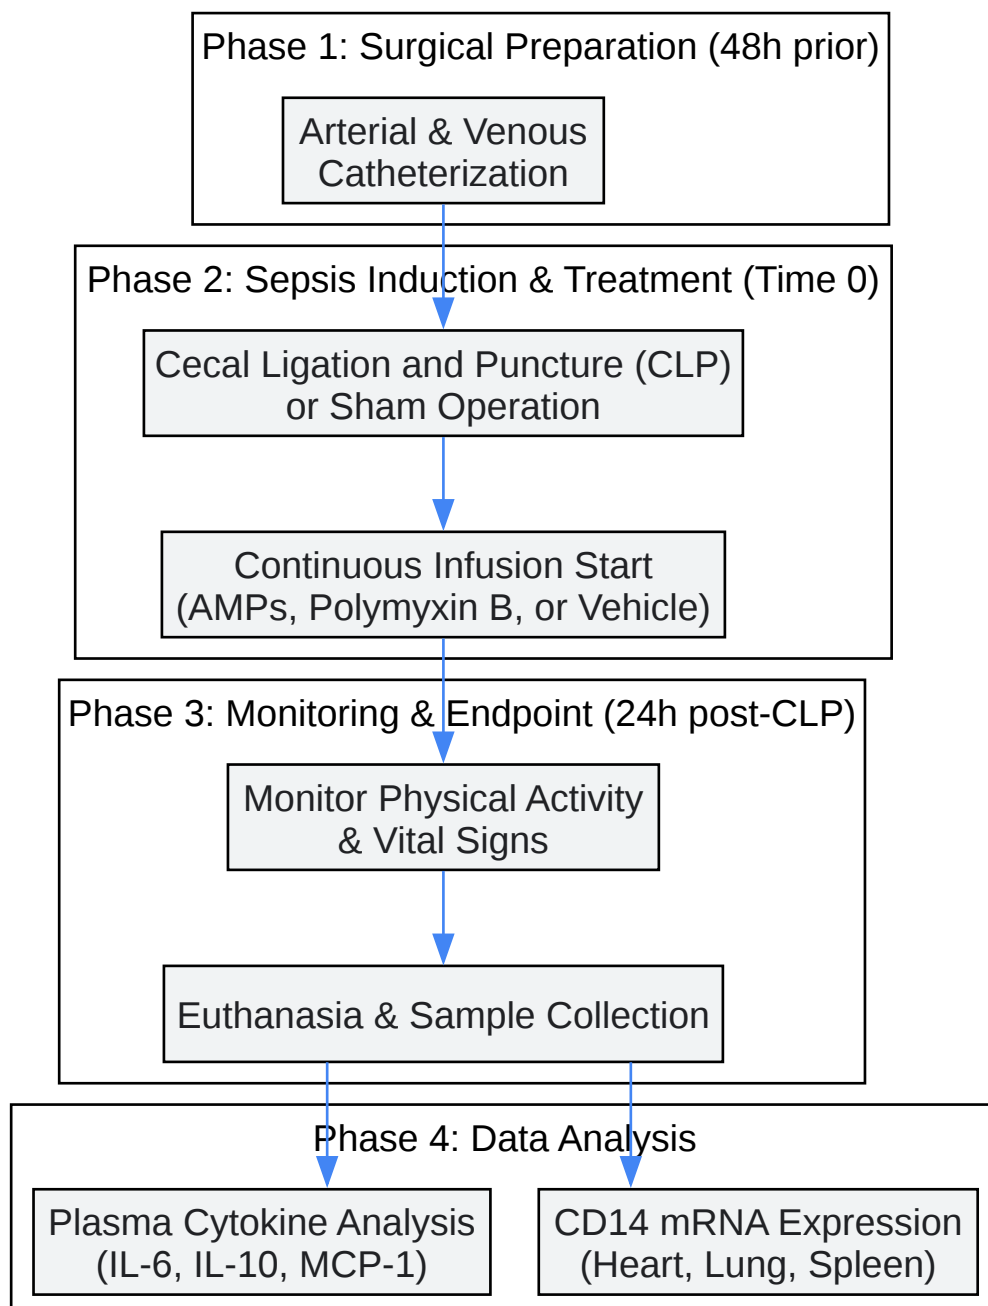 Phase 1: Surgical Preparation (48h prior)
Arterial & Venous
Catheterization
Phase 2: Sepsis Induction & Treatment (Time 0)
Cecal Ligation and Puncture (CLP)
or Sham Operation
Continuous Infusion Start
(AMPs, Polymyxin B, or Vehicle)
Phase 3: Monitoring & Endpoint (24h post-CLP)
Monitor Physical Activity
& Vital Signs
Euthanasia & Sample Collection
Phase 4: Data Analysis
Plasma Cytokine Analysis
(IL-6, IL-10, MCP-1)
CD14 mRNA Expression
(Heart, Lung, Spleen)